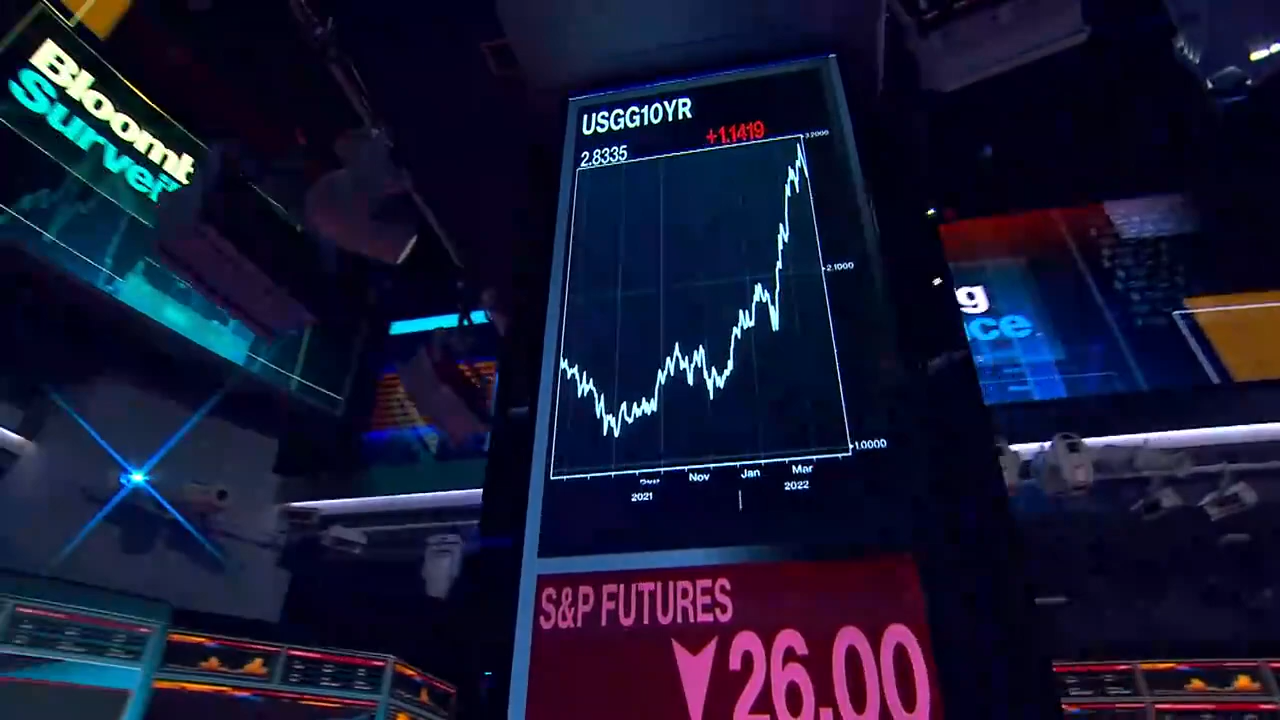 Bloomb
Survei
USGG10YR
+1.1419
2.8335
3.2000
2.1000
1.0000
Nov
Jan
Mar
2021
2022
S&P FUTURES
26.00
g
ce